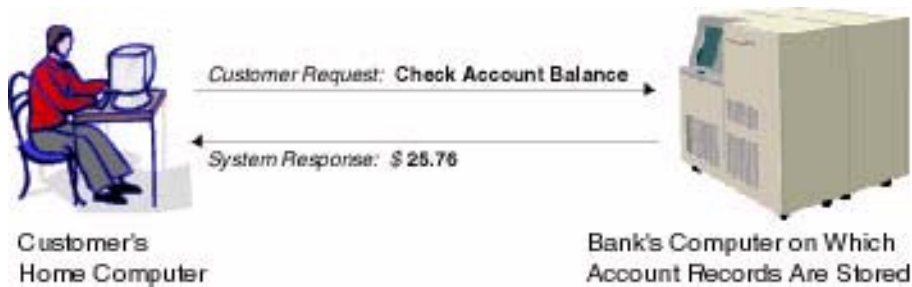 Customer Request: Check Account Balance
System Response: $ 25.76
Customer's
Home Computer
Bank's Computer on Which
Account Records Are Stored